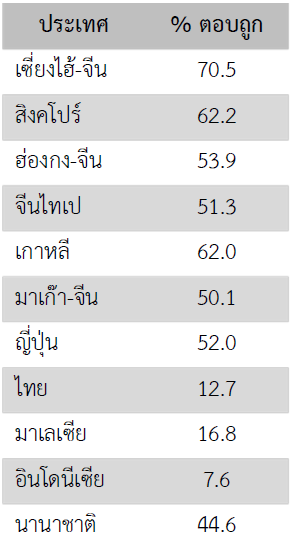 ประเทศ % ตอบถูก
เซี่ยงไฮ้-จีน 70.5
สิงคโปร์ 62.2
ฮ่องกง-จีน 53.9
จีนไทเป 51.3
เกาหลี 62.0
มาเก๊า-จีน 50.1
ญี่ปุ่น 52.0
ไทย 12.7
มาเลเซีย 16.8
อินโดนีเซีย 7.6
นานาชาติ 44.6